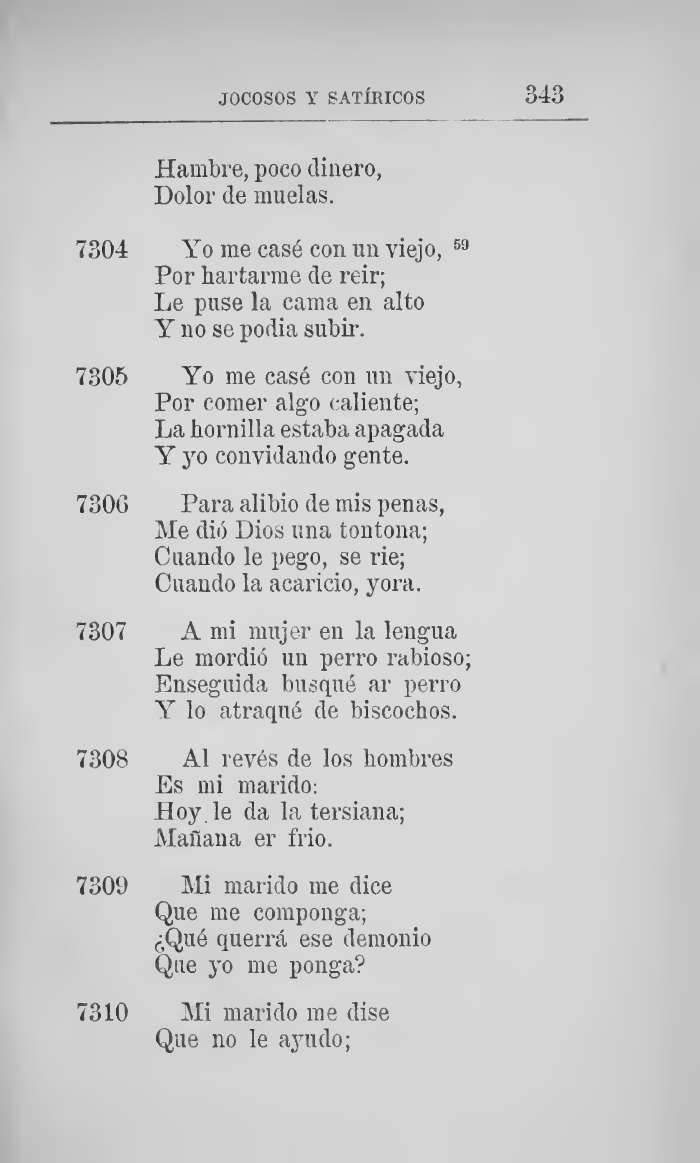 JOCOSOS Y SATÍRICOS 343
Hambre, poco dinero,
Dolor de muelas.
7304 Yo me casé con un viejo, 59
Por hartarme de reir;
Le puse la cama en alto
Y no se podia subir.
7305 Yo me casé con un viejo,
Por comer algo caliente;
La hornilla estaba apagada
Y yo convidando gente.
7306 Para alibio de mis penas,
Me dió Dios una tontona;
Cuando le pego, se rie;
Cuando la acaricio, yora.
7307 A mi mujer en la lengua
Le mordió un perro rabioso;
Enseguida busqué ar perro
Y lo atraqué de biscochos.
7308 Al revés de los hombres
Es mi marido:
Hoy le da la tersiana;
Mañana er frio.
7309 Mi marido me dice
Que me componga;
¿Qué querrá ese demonio
Que yo me ponga?
7310 Mi marido me dise
Que no le ayudo;